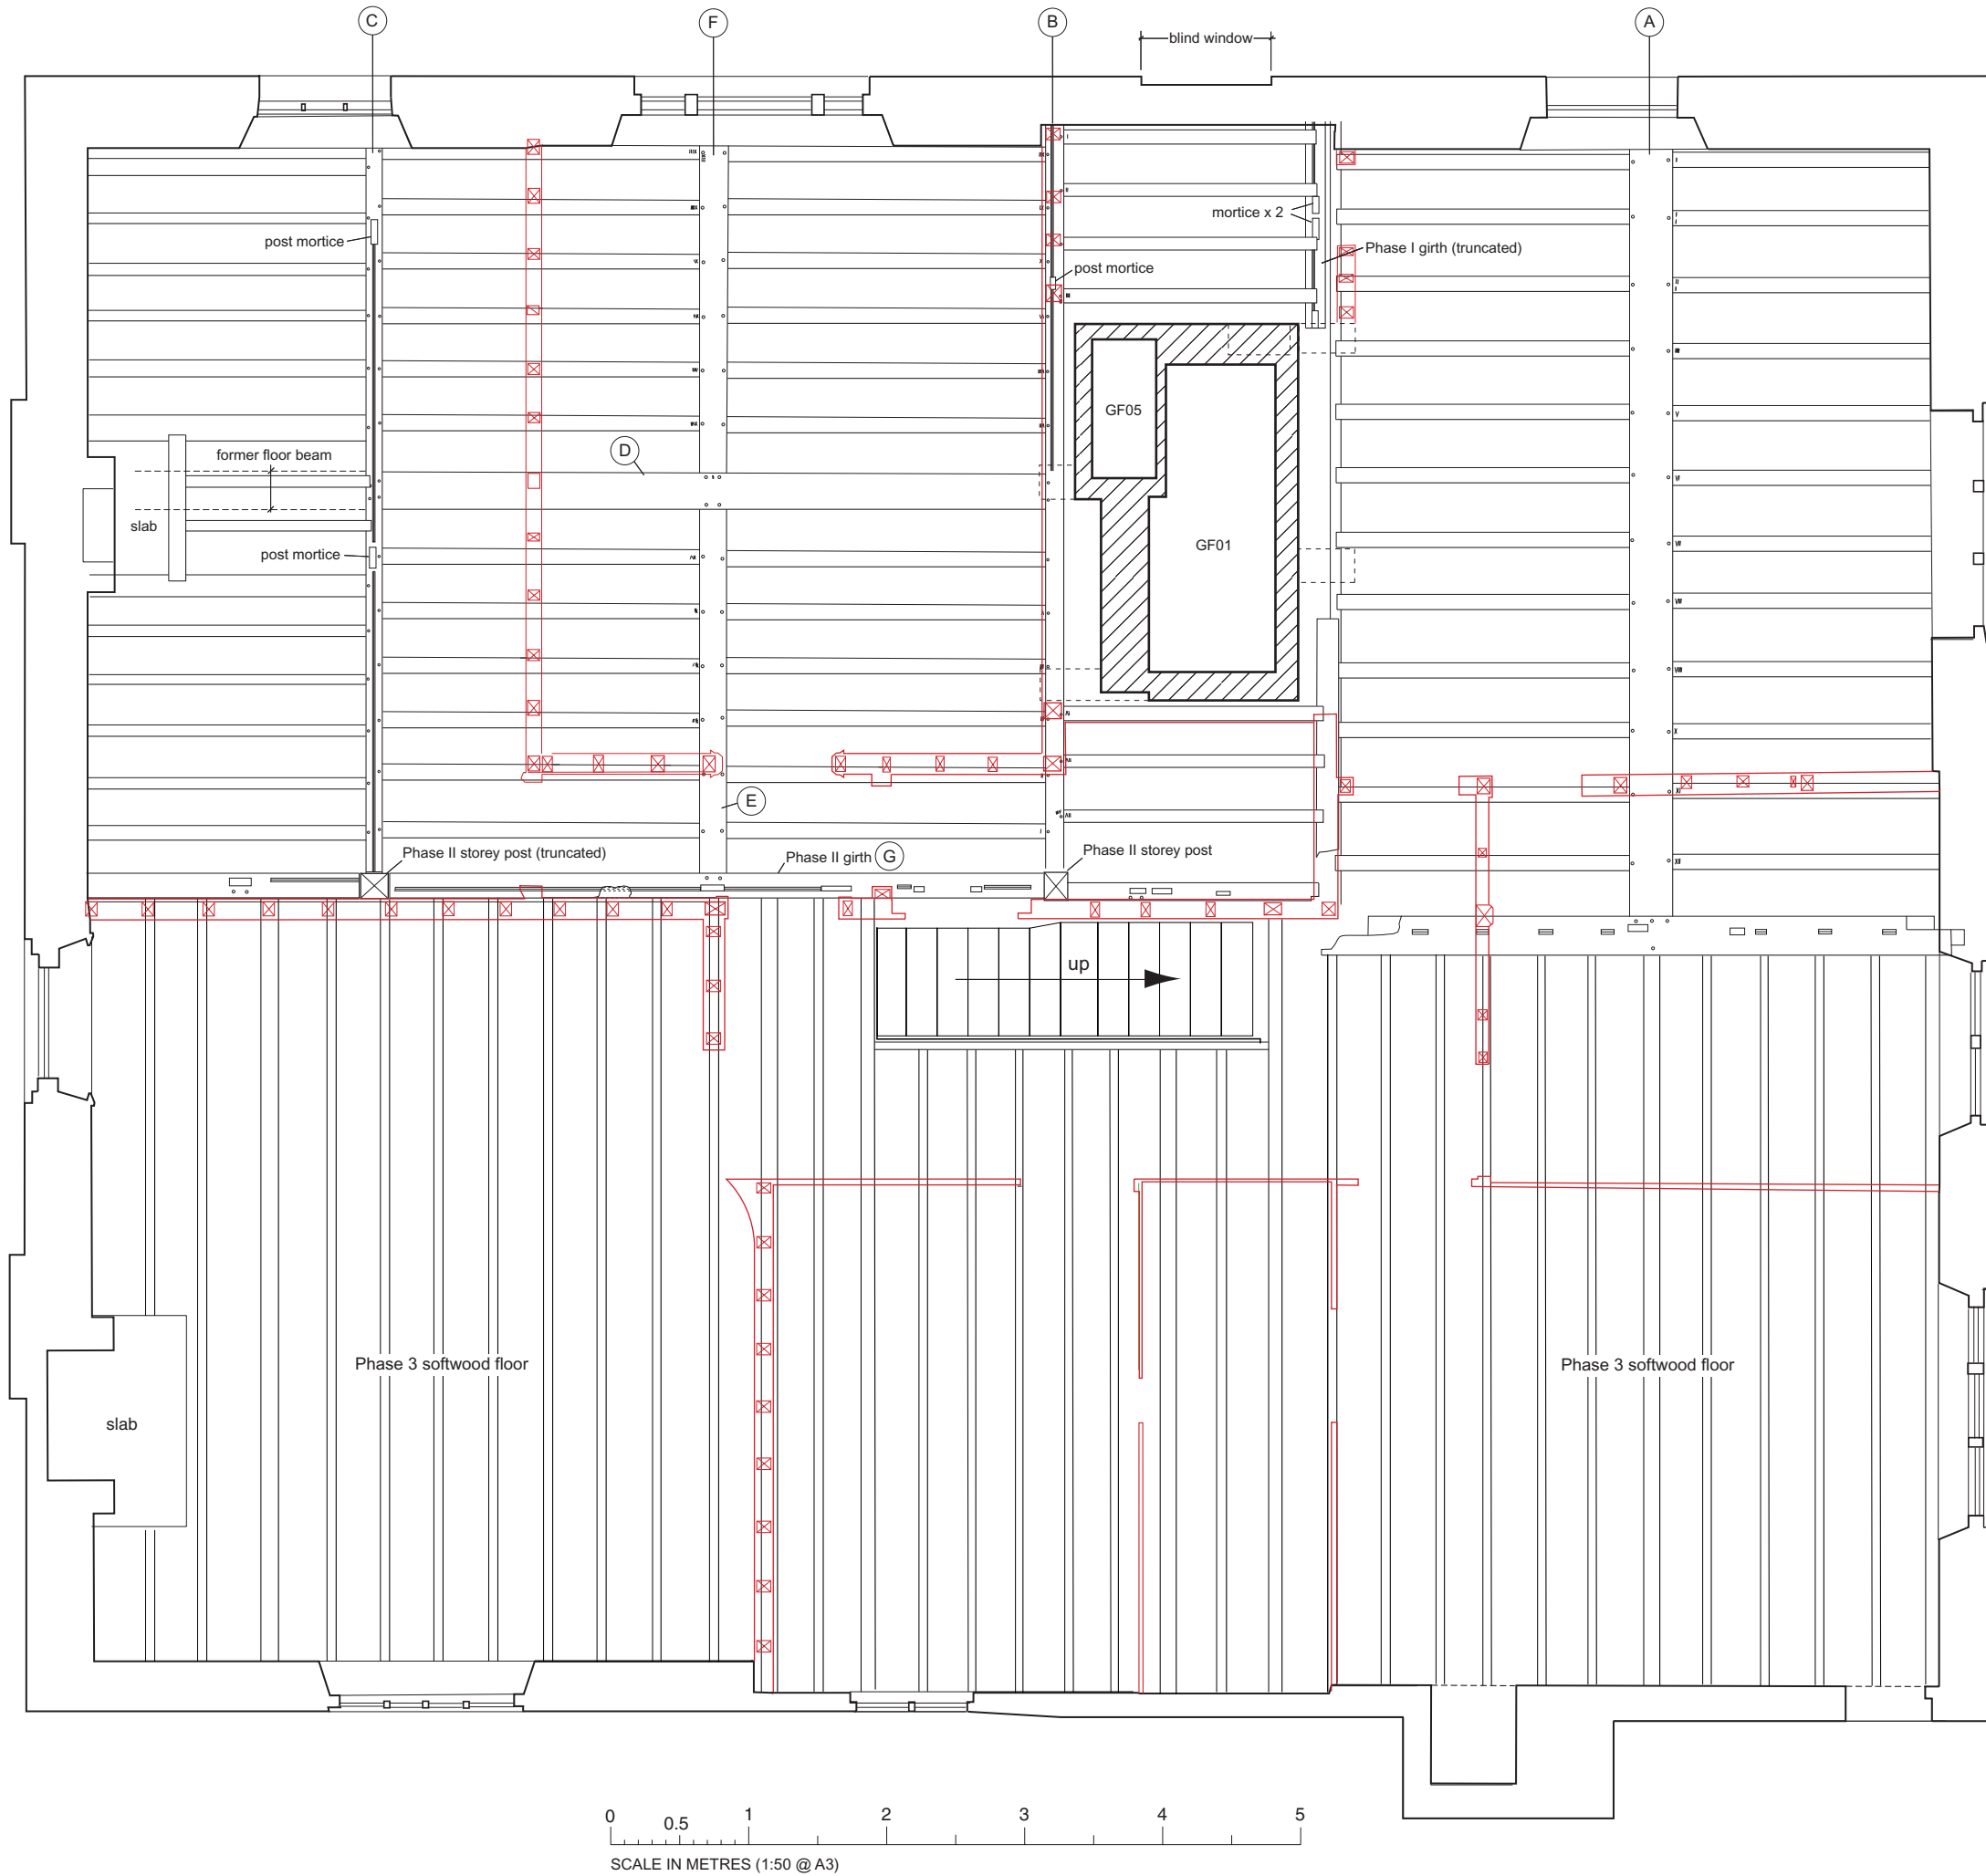 C
F
B
A
blind window
post mortice
mortice x 2
Phase I girth (truncated)
post mortice
GF05
D
former floor beam
slab
GF01
post mortice
E
Phase II storey post (truncated)
Phase II girth G
Phase II storey post
up
Phase 3 softwood floor
Phase 3 softwood floor
slab
0 0.5 1 2 3 4 5
SCALE IN METRES (1:50 @ A3)